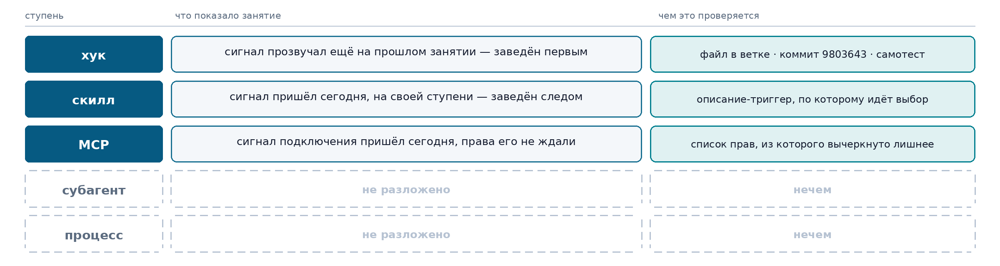 ступень
что показало занятие
чем это проверяется
хук
сигнал прозвучал ещё на прошлом занятии — заведён первым
файл в ветке · коммит 9803643 · самотест
скилл
сигнал пришёл сегодня, на своей ступени — заведён следом
описание-триггер, по которому идёт выбор
MCP
сигнал подключения пришёл сегодня, права его не ждали
список прав, из которого вычеркнуто лишнее
субагент
не разложено
нечем
процесс
не разложено
нечем